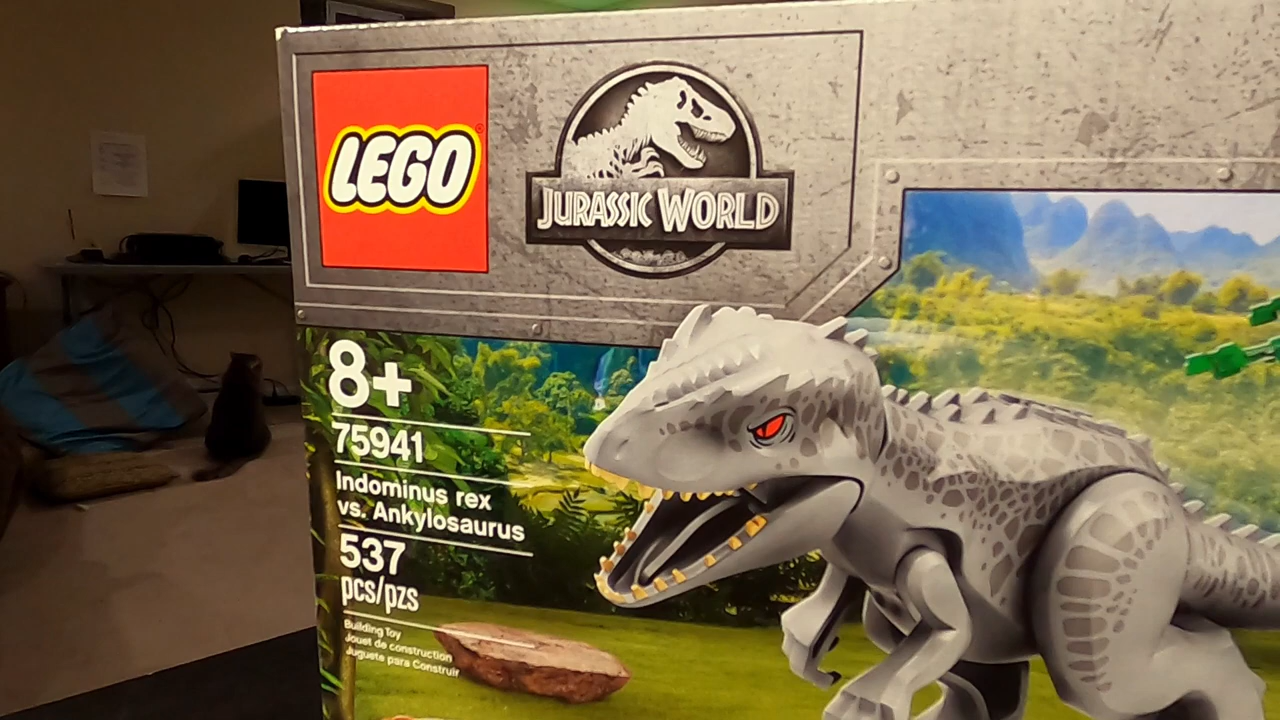 LEGO
JURASSIC WORLD
8+
75941
Indominus rex
vs. Ankylosaurus
537
pcs/pzs
Building Toy
Jouet de construction
Juguete para Construir